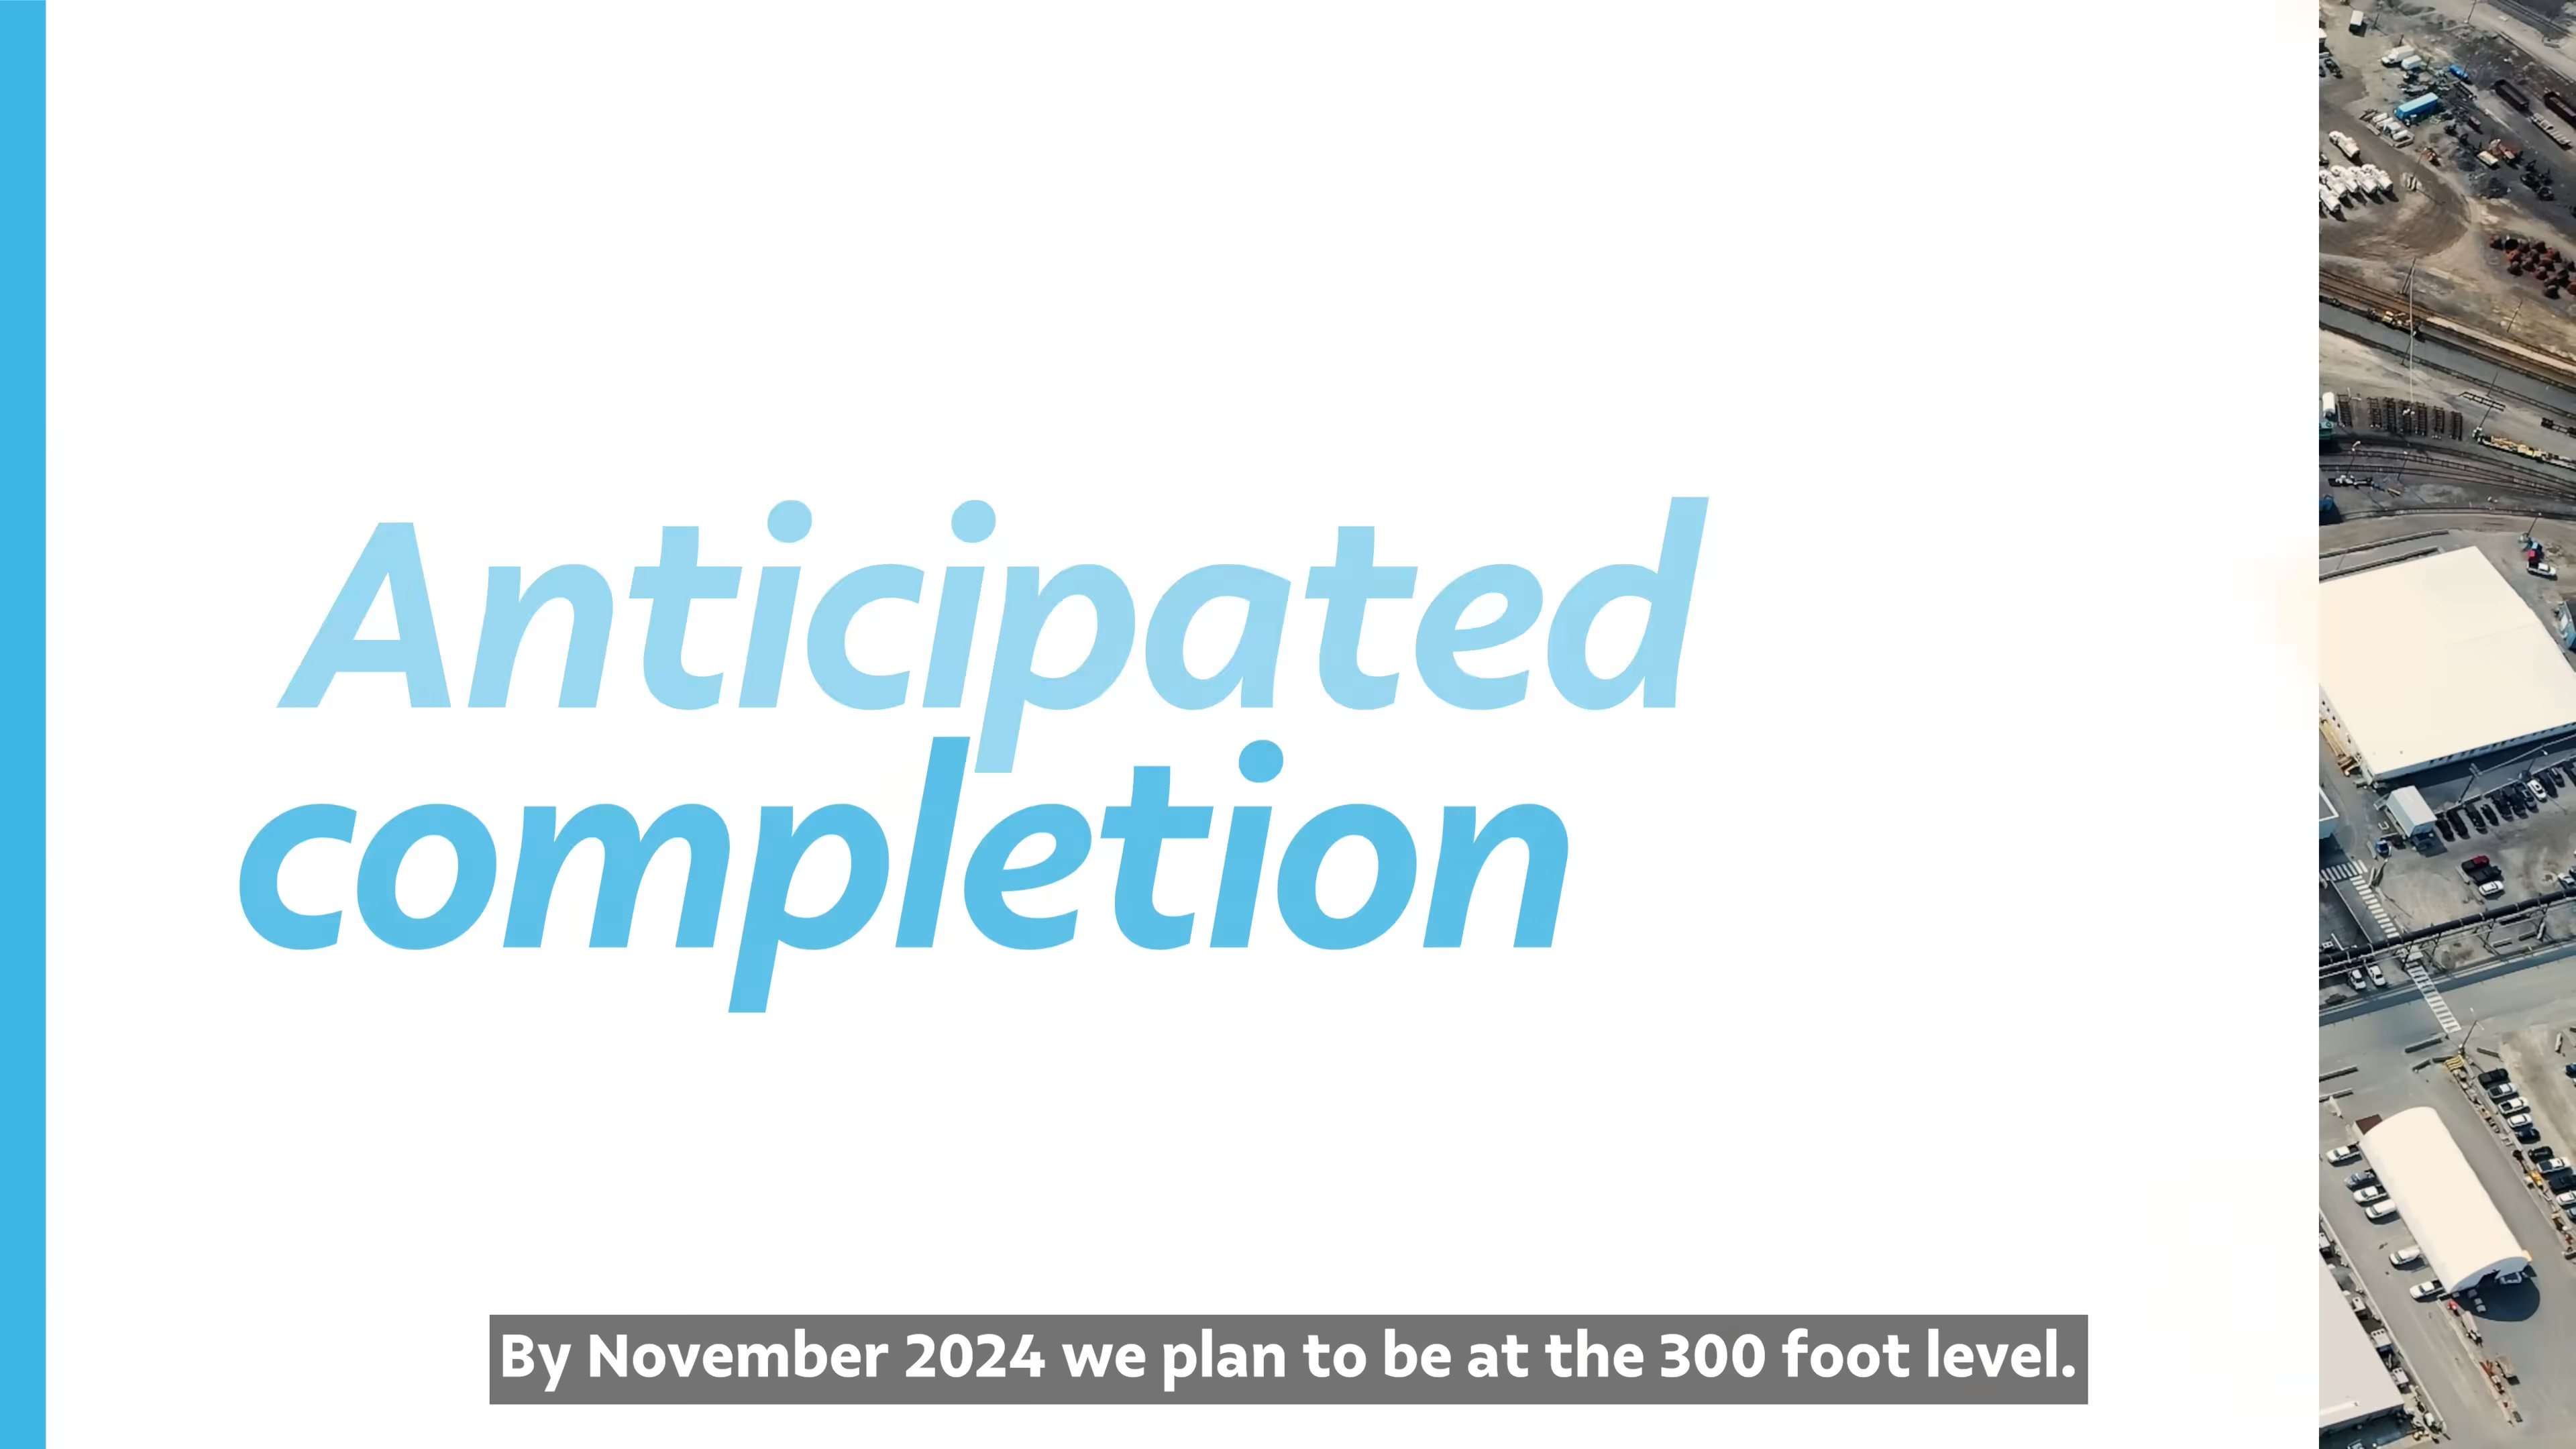 Anticipated
completion
By November 2024 we plan to be at the 300 foot level.